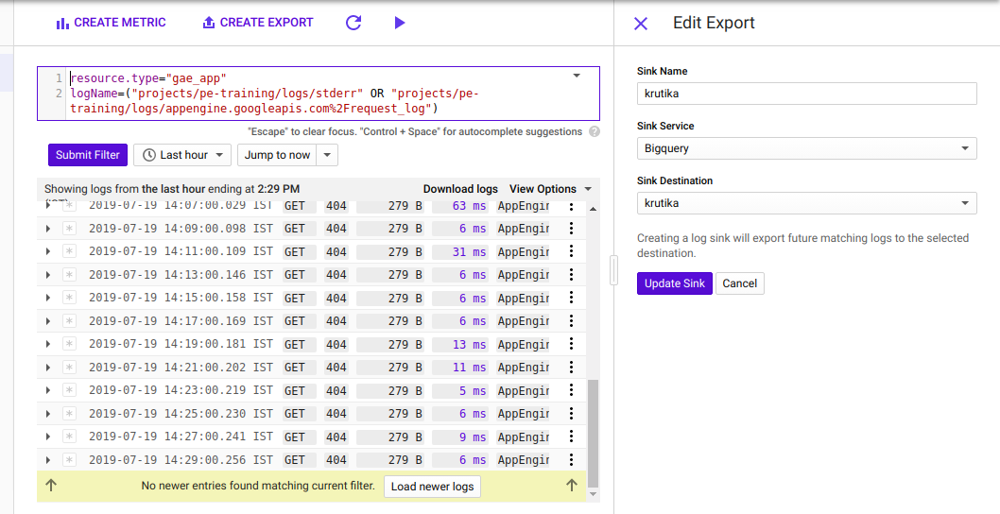 CREATE METRIC
CREATE EXPORT
1 resource.type="gae_app"
2 logName=("projects/pe-training/logs/stderr" OR "projects/pe-
training/logs/appengine.googleapis.com%2Frequest_log")
"Escape" to clear focus. "Control + Space" for autocomplete suggestions ?
Submit Filter
Last hour
Jump to now
Showing logs from the last hour ending at 2:29 PM
Download logs
View Options
2019-07-19 14:07:00.029 IST GET 404 279 B 63 ms AppEngin
* 2019-07-19 14:09:00.098 IST GET 404 279 B 6 ms AppEngin
* 2019-07-19 14:11:00.109 IST GET 404 279 B 31 ms AppEngin
* 2019-07-19 14:13:00.146 IST GET 404 279 B 6 ms AppEngin
* 2019-07-19 14:15:00.158 IST GET 404 279 B 6 ms AppEngin
* 2019-07-19 14:17:00.169 IST GET 404 279 B 6 ms AppEngin
* 2019-07-19 14:19:00.181 IST GET 404 279 B 13 ms AppEngin
* 2019-07-19 14:21:00.202 IST GET 404 279 B 11 ms AppEngin
* 2019-07-19 14:23:00.219 IST GET 404 279 B 5 ms AppEngin
* 2019-07-19 14:25:00.230 IST GET 404 279 B 6 ms AppEngin
* 2019-07-19 14:27:00.241 IST GET 404 279 B 9 ms AppEngin
* 2019-07-19 14:29:00.256 IST GET 404 279 B 6 ms AppEngin
No newer entries found matching current filter.
Load newer logs
Edit Export
Sink Name
krutika
Sink Service
Bigquery
Sink Destination
krutika
Creating a log sink will export future matching logs to the selected
destination.
Update Sink
Cancel